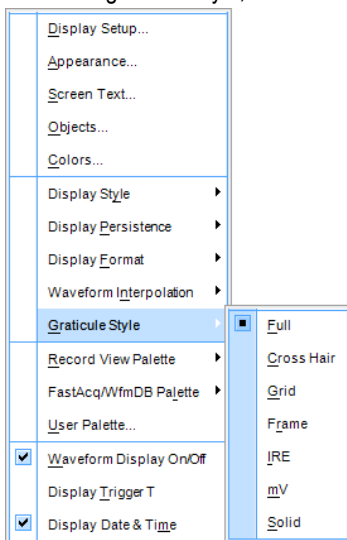 Display Setup...
Appearance...
Screen Text...
Objects...
Colors...
Display Style
Display Persistence
Display Format
Waveform Interpolation
Graticule Style
Full
Cross Hair
Record View Palette
Grid
FastAcq/WfmDB Palette
Frame
User Palette...
IRE
Waveform Display On/Off
mV
Display Trigger T
Solid
Display Date & Time